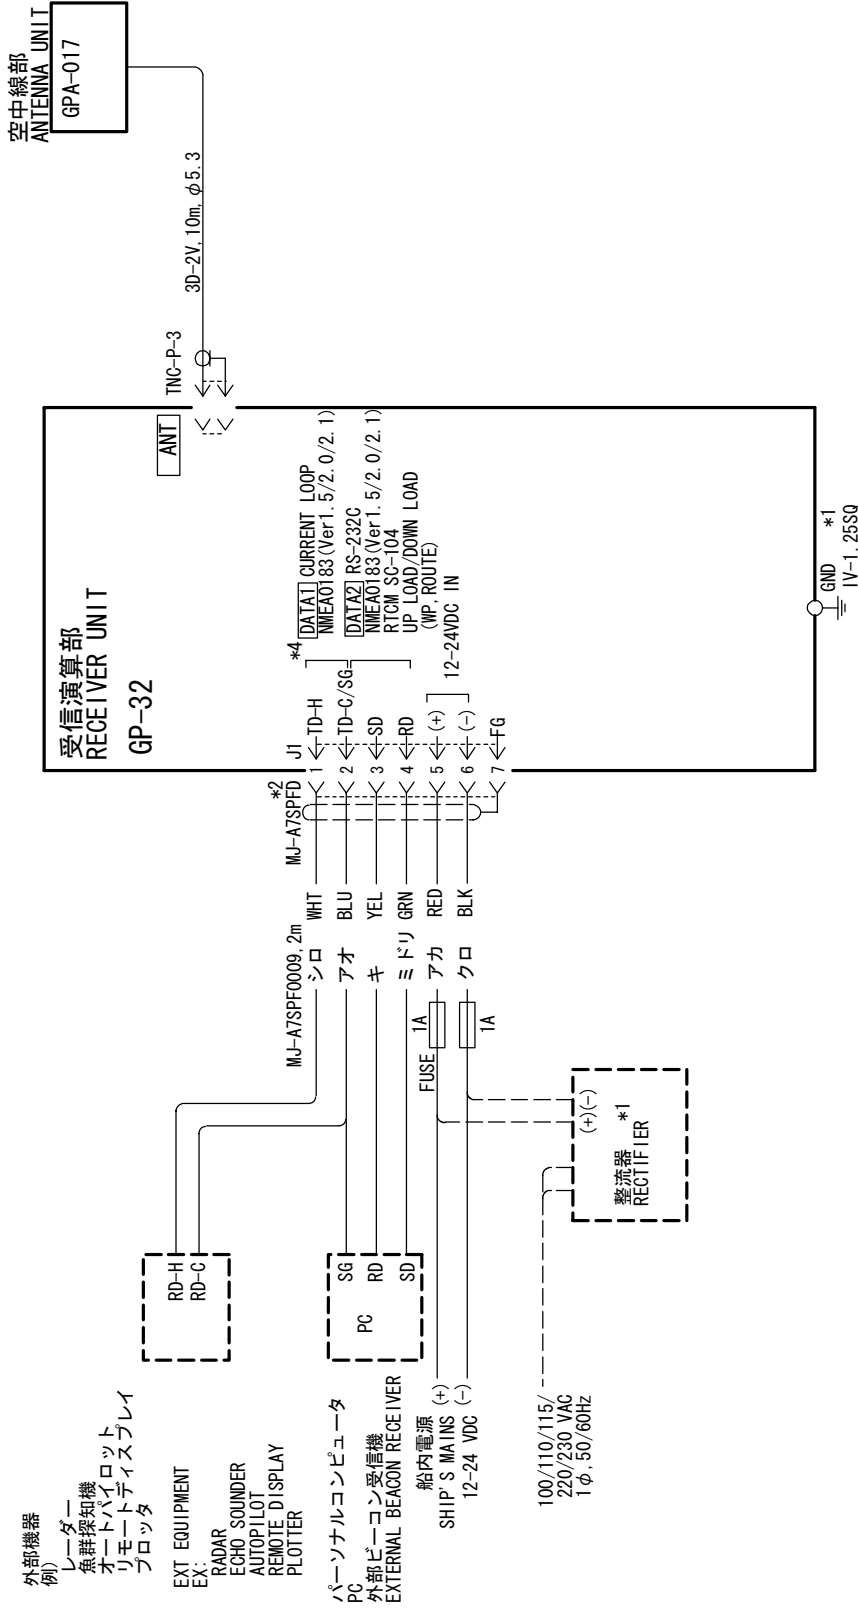 外部機器
例)
レーダー
魚群探知機
オートパイロット
リモートディスプレイ
プロッタ
EXT EQUIPMENT
EX:
RADAR
ECHO SOUNDER
AUTOPILOT
REMOTE DISPLAY
PLOTTER
パーソナルコンピュータ
PC
外部ビーコン受信機
EXTERNAL BEACON RECEIVER
船内電源
SHIP'S MAINS
12-24 VDC
(+)
(-)
100/110/115/
220/230 VAC
1φ, 50/60Hz
RD-H
RD-C
SG
RD
SD
PC
整流器
RECTIFIER
*1
(+)(-)
FUSE
1A
1A
MJ-A7SPF0009, 2m
シロ WHT
アオ BLU
キ YEL
ミドリ GRN
アカ RED
クロ BLK
*2
MJ-A7SPFD
J1
1 TD-H
2 TD-C/SG
3 SD
4 RD
5 (+)
6 (-)
7 FG
受信演算部
RECEIVER UNIT
GP-32
*4
DATA1 CURRENT LOOP
NMEA0183(Ver1.5/2.0/2.1)
DATA2 RS-232C
NMEA0183(Ver1.5/2.0/2.1)
RTCM SC-104
UP LOAD/DOWN LOAD
(WP, ROUTE)
12-24VDC IN
GND *1
IV-1.25SQ
ANT
TNC-P-3
3D-2V, 10m, φ5.3
空中線部
ANTENNA UNIT
GPA-017